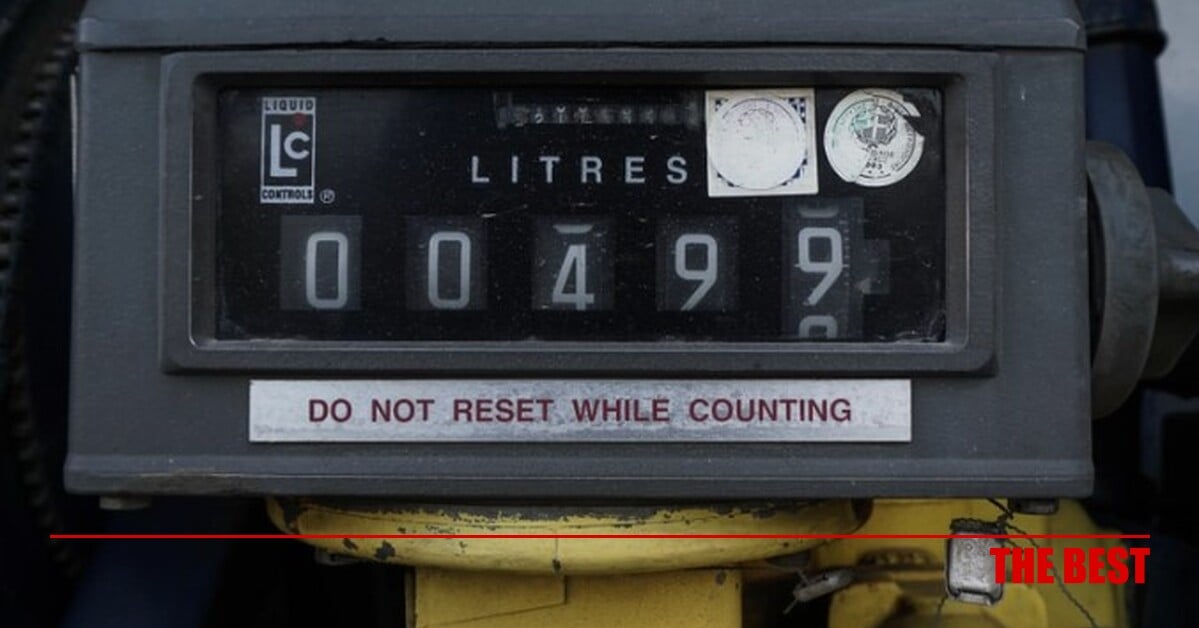 LIQUID
LC
CONTROLS ®
LITRES
0 0 4 9 9
DO NOT RESET WHILE COUNTING
THE BEST